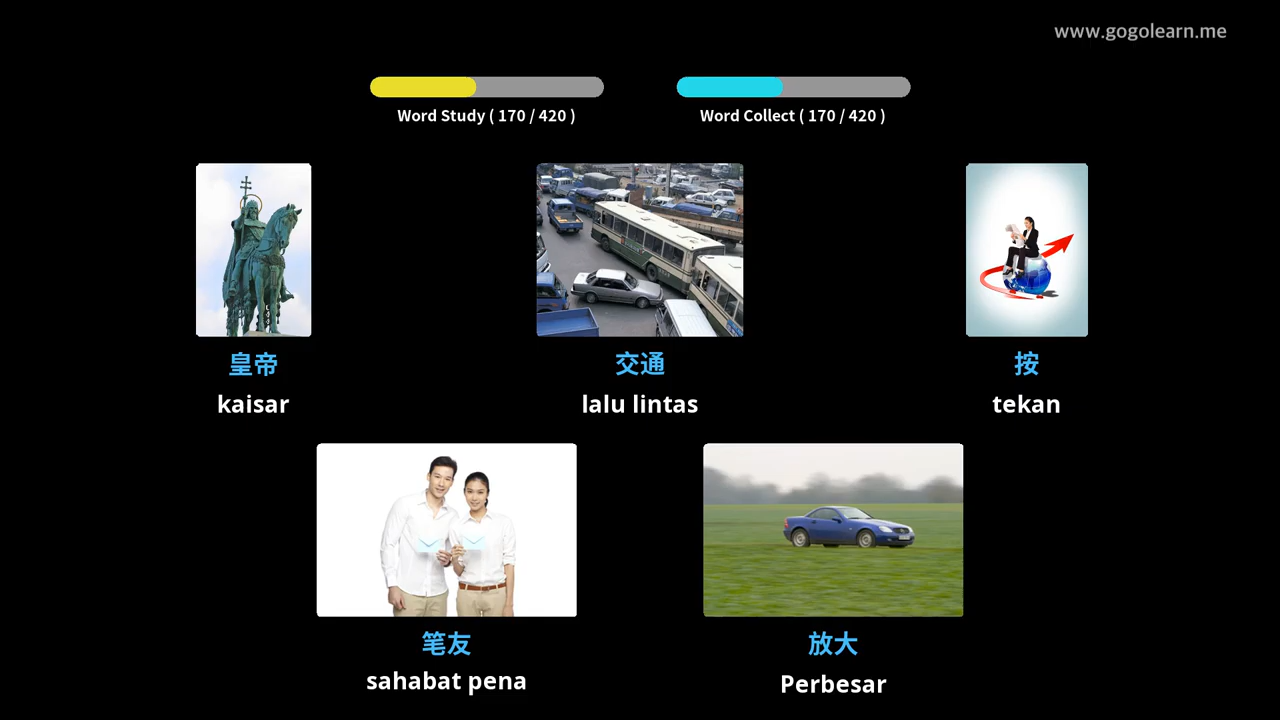 www.gogolearn.me
Word Study ( 170 / 420 )
Word Collect ( 170 / 420 )
皇帝
kaisar
交通
lalu lintas
按
tekan
笔友
sahabat pena
放大
Perbesar